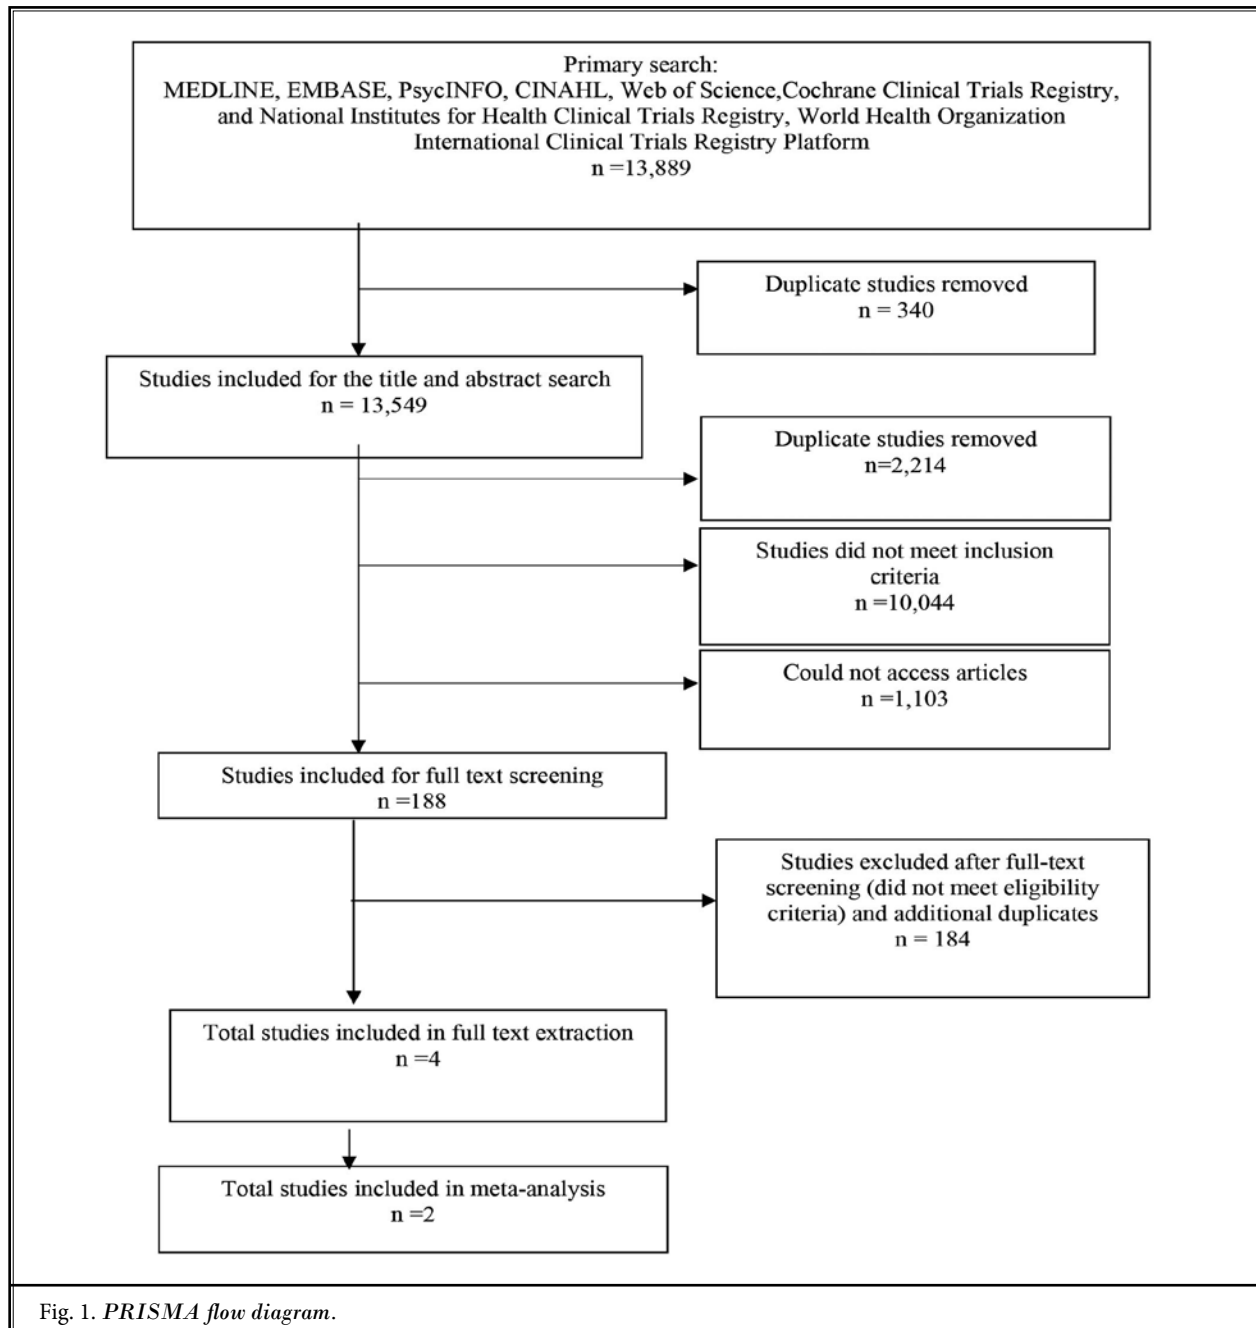 Primary search:
MEDLINE, EMBASE, PsycINFO, CINAHL, Web of Science,Cochrane Clinical Trials Registry,
and National Institutes for Health Clinical Trials Registry, World Health Organization
International Clinical Trials Registry Platform
n =13,889
Duplicate studies removed
n = 340
Studies included for the title and abstract search
n = 13,549
Duplicate studies removed
n=2,214
Studies did not meet inclusion
criteria
n =10,044
Could not access articles
n =1,103
Studies included for full text screening
n =188
Studies excluded after full-text
screening (did not meet eligibility
criteria) and additional duplicates
n = 184
Total studies included in full text extraction
n =4
Total studies included in meta-analysis
n =2
Fig. 1. PRISMA flow diagram.